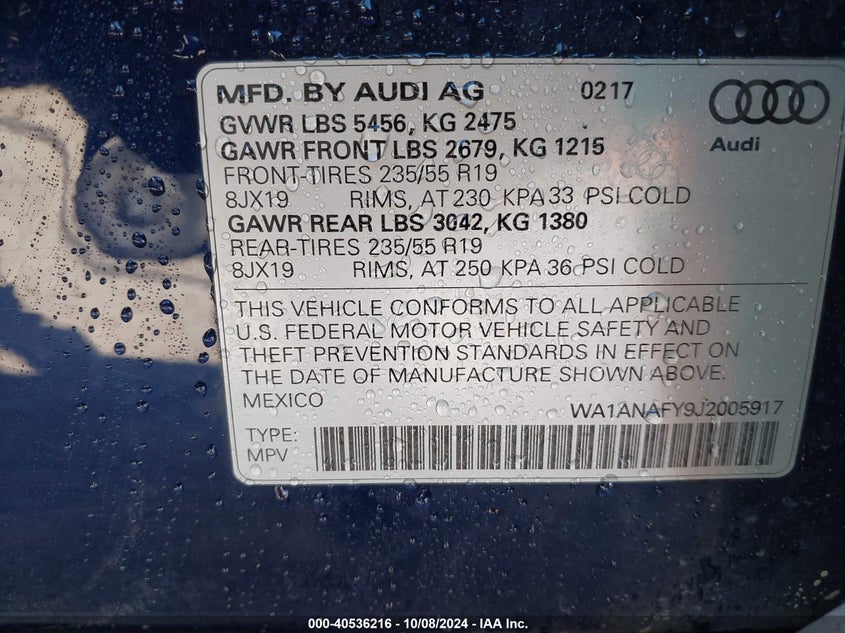 MFD. BY AUDI AG 0217
GVWR LBS 5456, KG 2475
GAWR FRONT LBS 2679, KG 1215
Audi
FRONT-TIRES 235/55 R19
8JX19 RIMS, AT 230 KPA 33 PSI COLD
GAWR REAR LBS 3042, KG 1380
REAR-TIRES 235/55 R19
8JX19 RIMS, AT 250 KPA 36 PSI COLD
THIS VEHICLE CONFORMS TO ALL APPLICABLE
U.S. FEDERAL MOTOR VEHICLE SAFETY AND
THEFT PREVENTION STANDARDS IN EFFECT ON
THE DATE OF MANUFACTURE SHOWN ABOVE.
MEXICO WA1ANAFY9J2005917
TYPE:
MPV
000-40536216 - 10/08/2024 - IAA Inc.